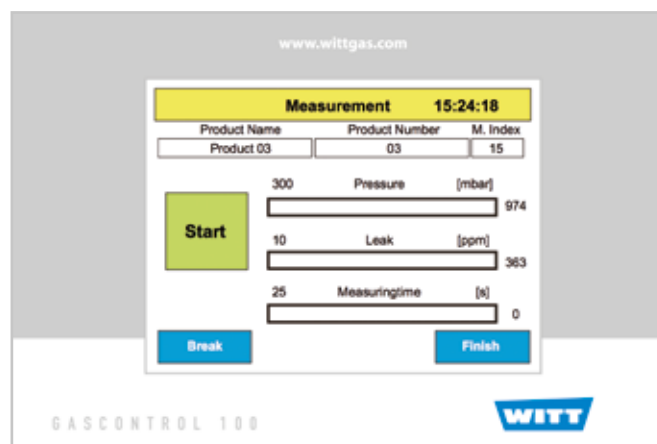 www.wittgas.com
Measurement 15:24:18
Product Name Product Number M. Index
Product 03 03 15
300 Pressure [mbar]
974
Start
10 Leak [ppm]
363
25 Measuringtime [s]
0
Break Finish
GASCONTROL 100
WITT